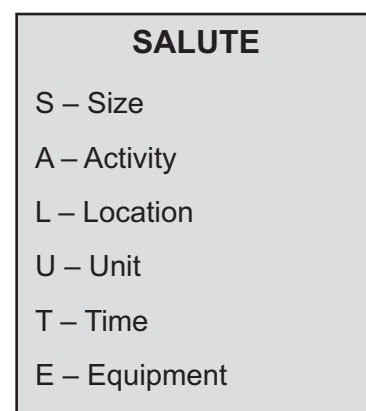 SALUTE
S – Size
A – Activity
L – Location
U – Unit
T – Time
E – Equipment